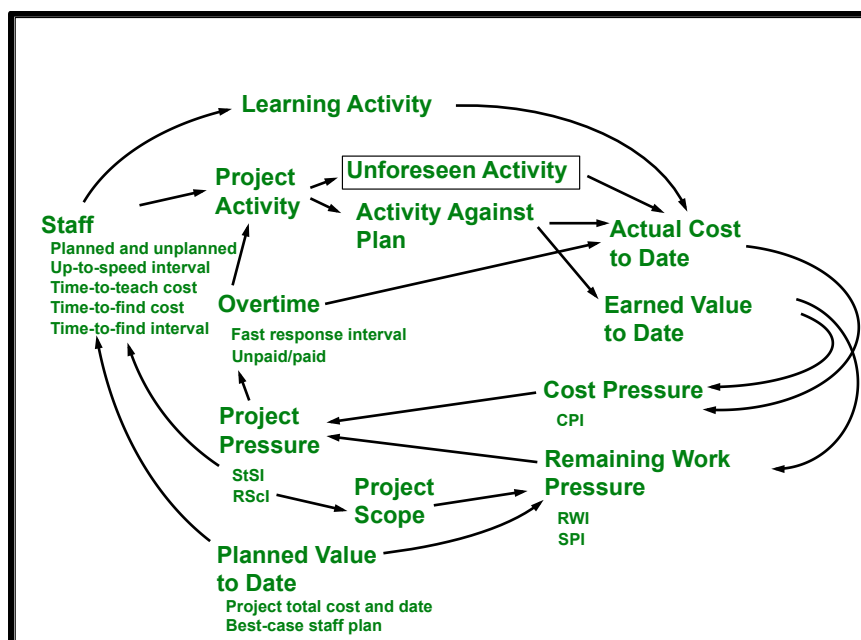 Learning Activity
Unforeseen Activity
Project
Activity
Activity Against
Plan
Staff
Planned and unplanned
Up-to-speed interval
Time-to-teach cost
Time-to-find cost
Time-to-find interval
Actual Cost
to Date
Overtime
Fast response interval
Unpaid/paid
Earned Value
to Date
Cost Pressure
CPI
Project
Pressure
StSI
RScI
Remaining Work
Pressure
RWI
SPI
Project
Scope
Planned Value
to Date
Project total cost and date
Best-case staff plan